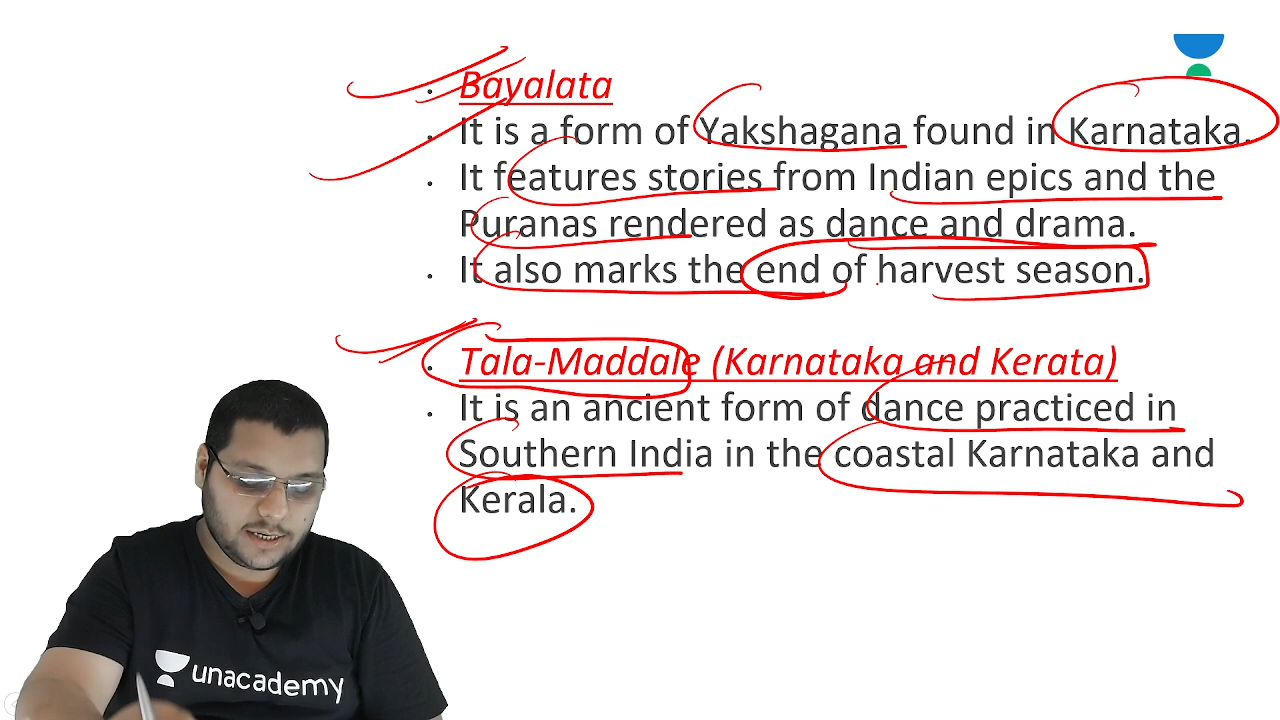 Bayalata
It is a form of Yakshagana found in Karnataka.
It features stories from Indian epics and the
Puranas rendered as dance and drama.
It also marks the end of harvest season.
Tala-Maddale (Karnataka and Kerata)
It is an ancient form of dance practiced in
Southern India in the coastal Karnataka and
Kerala.
unacademy